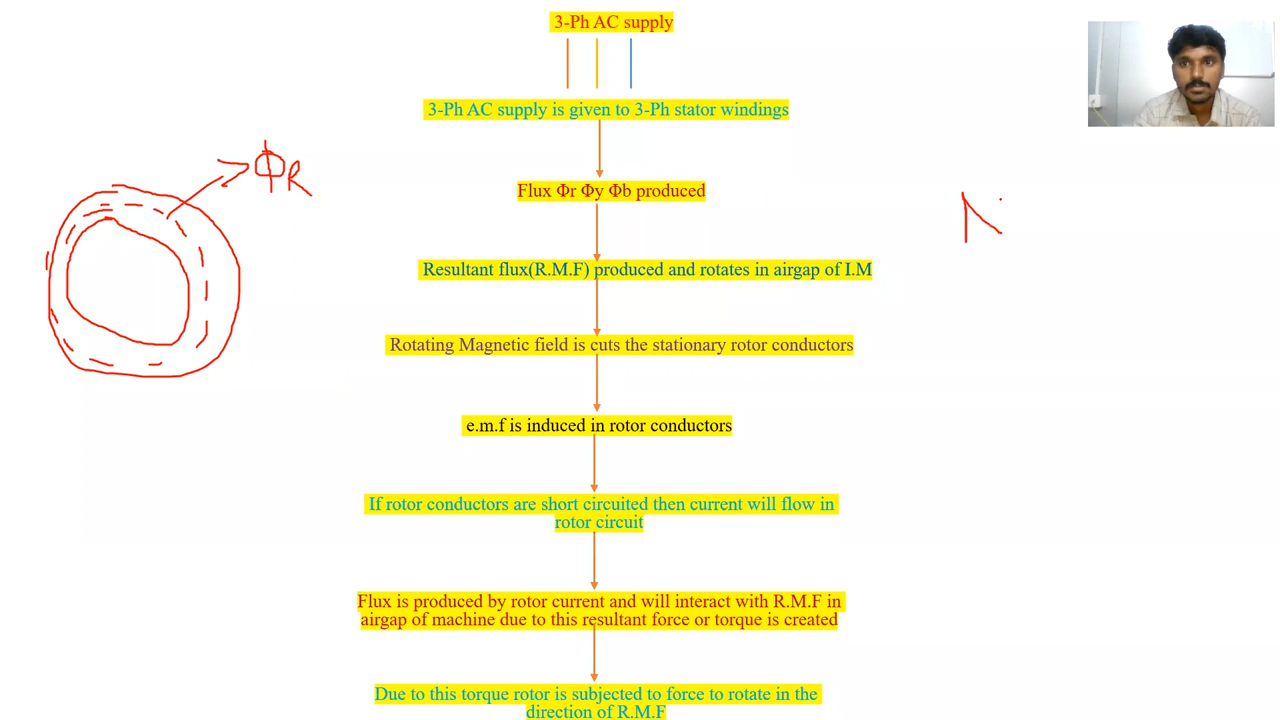 3-Ph AC supply
3-Ph AC supply is given to 3-Ph stator windings
ΦR
Flux Φr Φy Φb produced
N
Resultant flux(R.M.F) produced and rotates in airgap of I.M
Rotating Magnetic field is cuts the stationary rotor conductors
e.m.f is induced in rotor conductors
If rotor conductors are short circuited then current will flow in
rotor circuit
Flux is produced by rotor current and will interact with R.M.F in
airgap of machine due to this resultant force or torque is created
Due to this torque rotor is subjected to force to rotate in the
direction of R.M.F